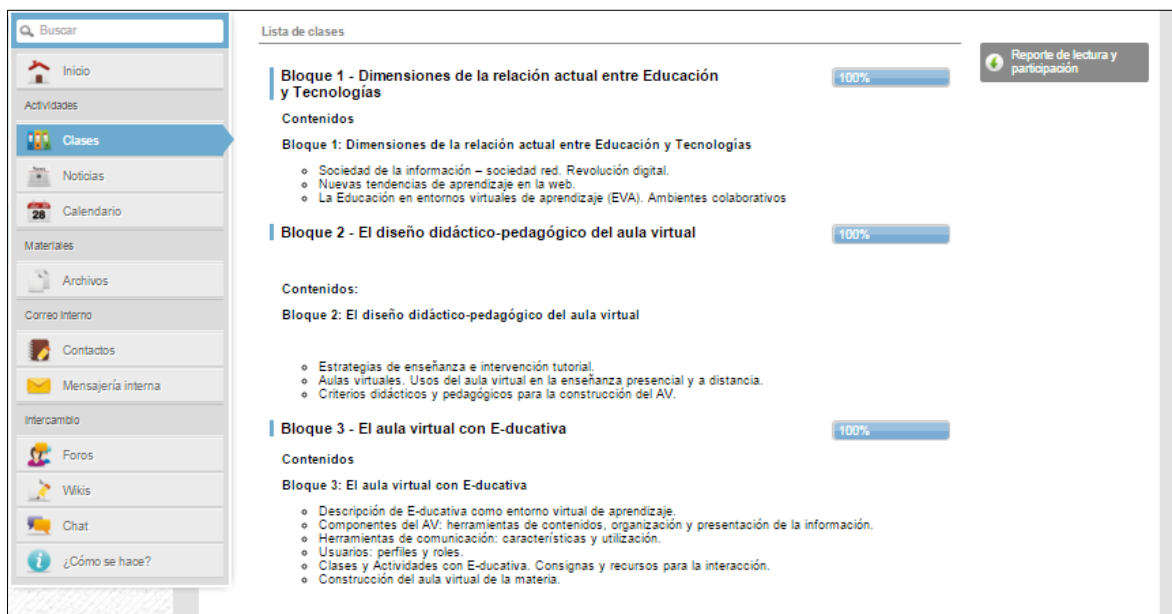 Buscar
Inicio
Actividades
Clases
Noticias
28
Calendario
Materiales
Archivos
Correo Interno
Contactos
Mensajería interna
Intercambio
Foros
Wikis
Chat
¿Cómo se hace?
Lista de clases
Bloque 1 - Dimensiones de la relación actual entre Educación
y Tecnologías
100%
Contenidos
Bloque 1: Dimensiones de la relación actual entre Educación y Tecnologías
Sociedad de la información – sociedad red. Revolución digital.
Nuevas tendencias de aprendizaje en la web.
La Educación en entornos virtuales de aprendizaje (EVA). Ambientes colaborativos
Bloque 2 - El diseño didáctico-pedagógico del aula virtual
100%
Contenidos:
Bloque 2: El diseño didáctico-pedagógico del aula virtual
Estrategias de enseñanza e intervención tutorial.
Aulas virtuales. Usos del aula virtual en la enseñanza presencial y a distancia.
Criterios didácticos y pedagógicos para la construcción del AV.
Bloque 3 - El aula virtual con E-ducativa
100%
Contenidos
Bloque 3: El aula virtual con E-ducativa
Descripción de E-ducativa como entorno virtual de aprendizaje.
Componentes del AV: herramientas de contenidos, organización y presentación de la información.
Herramientas de comunicación: características y utilización.
Usuarios: perfiles y roles.
Clases y Actividades con E-ducativa. Consignas y recursos para la interacción.
Construcción del aula virtual de la materia.
Reporte de lectura y
participación